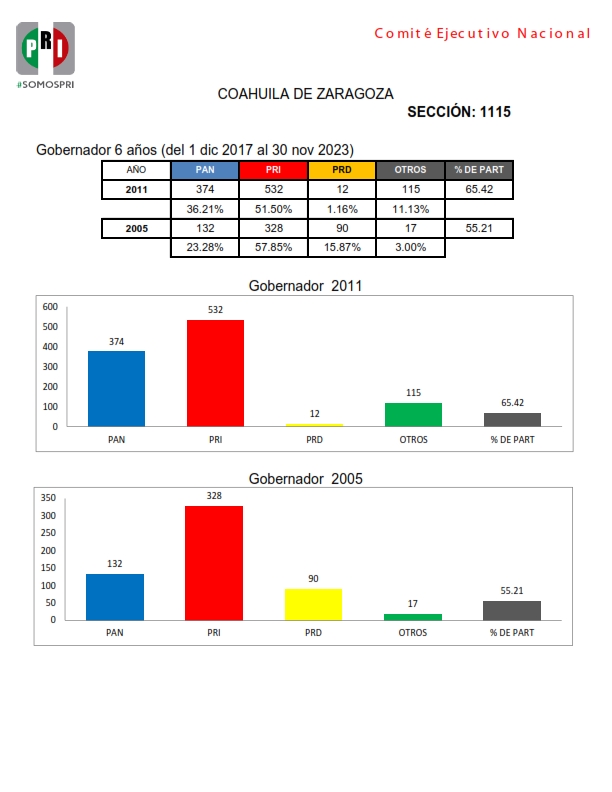 Comité Ejecutivo Nacional
PRI
#SOMOSPRI
COAHUILA DE ZARAGOZA
SECCIÓN: 1115
Gobernador 6 años (del 1 dic 2017 al 30 nov 2023)
AÑO PAN PRI PRD OTROS % DE PART
2011 374 532 12 115 65.42
36.21% 51.50% 1.16% 11.13%
2005 132 328 90 17 55.21
23.28% 57.85% 15.87% 3.00%
Gobernador 2011
600
500
400
300
200
100
0
374
532
12
115
65.42
PAN PRI PRD OTROS % DE PART
Gobernador 2005
350
300
250
200
150
100
50
0
132
328
90
17
55.21
PAN PRI PRD OTROS % DE PART